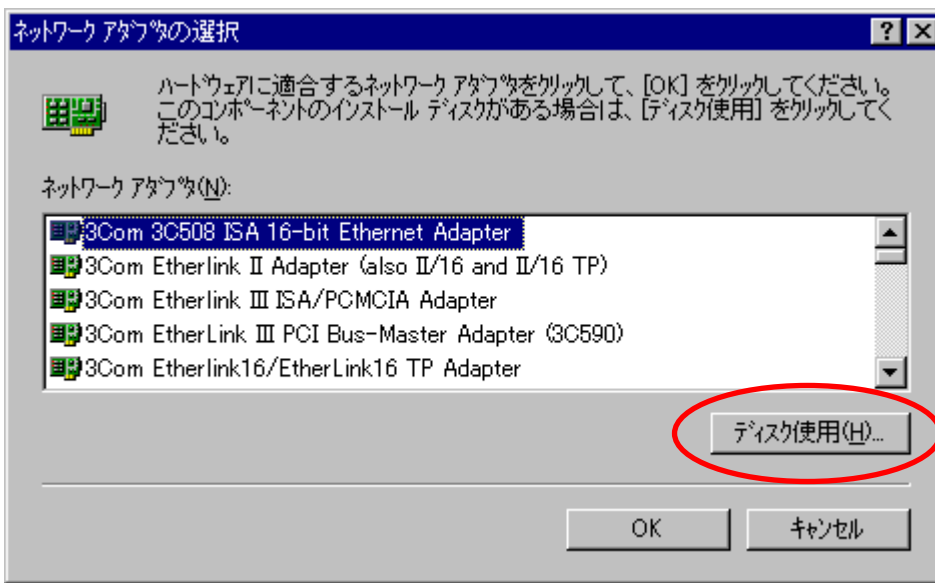 ネットワーク アダプタの選択
ハードウェアに適合するネットワーク アダプタをクリックして、[OK] をクリックしてください。
このコンポーネントのインストール ディスクがある場合は、[ディスク使用] をクリックしてく
ださい。
ネットワーク アダプタ(N):
3Com 3C508 ISA 16-bit Ethernet Adapter
3Com Etherlink II Adapter (also II/16 and II/16 TP)
3Com Etherlink III ISA/PCMCIA Adapter
3Com EtherLink III PCI Bus-Master Adapter (3C590)
3Com Etherlink16/EtherLink16 TP Adapter
ディスク使用(H)...
OK
キャンセル